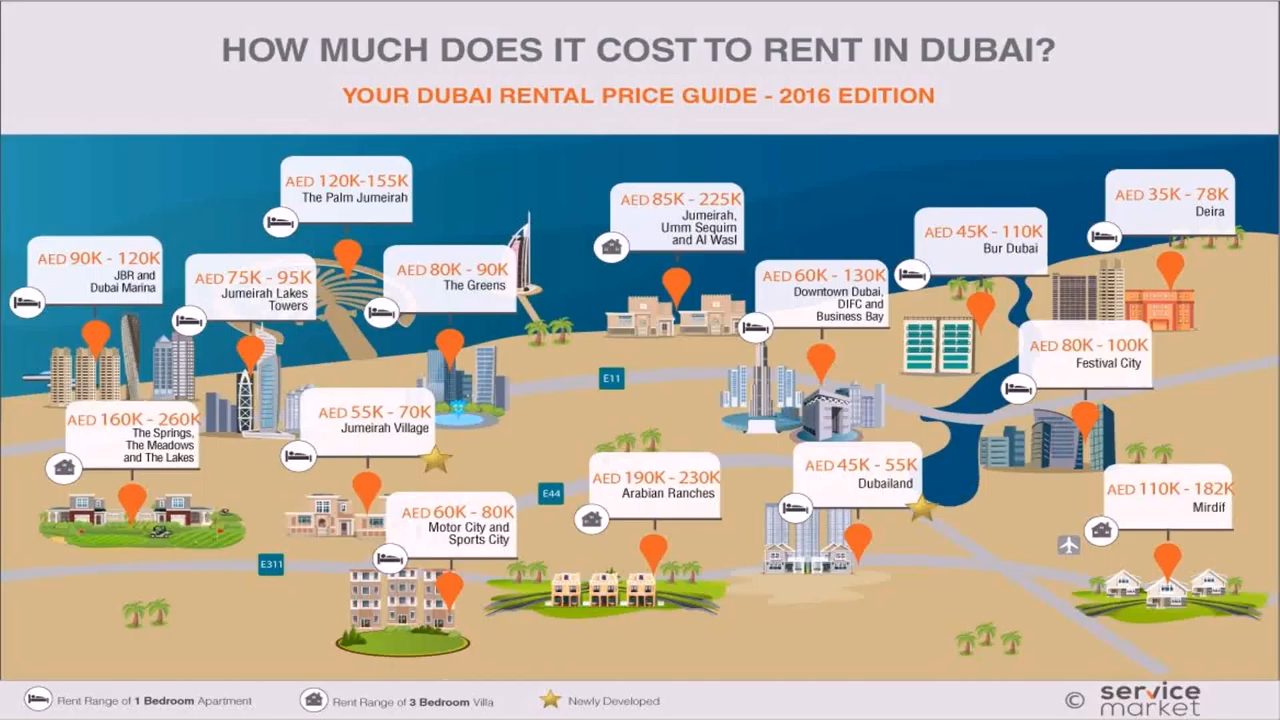 HOW MUCH DOES IT COST TO RENT IN DUBAI?
YOUR DUBAI RENTAL PRICE GUIDE - 2016 EDITION
AED 120K-155K
The Palm Jumeirah
AED 85K - 225K
Jumeirah,
Umm Sequim
and Al Wasl
AED 35K - 78K
Deira
AED 45K - 110K
Bur Dubai
AED 90K - 120K
JBR and
Dubai Marina
AED 75K - 95K
Jumeirah Lakes
Towers
AED 80K - 90K
The Greens
AED 60K - 130K
Downtown Dubai,
DIFC and
Business Bay
AED 80K - 100K
Festival City
E11
AED 160K - 260K
The Springs,
The Meadows
and The Lakes
AED 55K - 70K
Jumeirah Village
AED 190K - 230K
Arabian Ranches
AED 45K - 55K
Dubailand
AED 110K - 182K
Mirdif
E44
AED 60K - 80K
Motor City and
Sports City
E311
Rent Range of 1 Bedroom Apartment
Rent Range of 3 Bedroom Villa
Newly Developed
© service
market